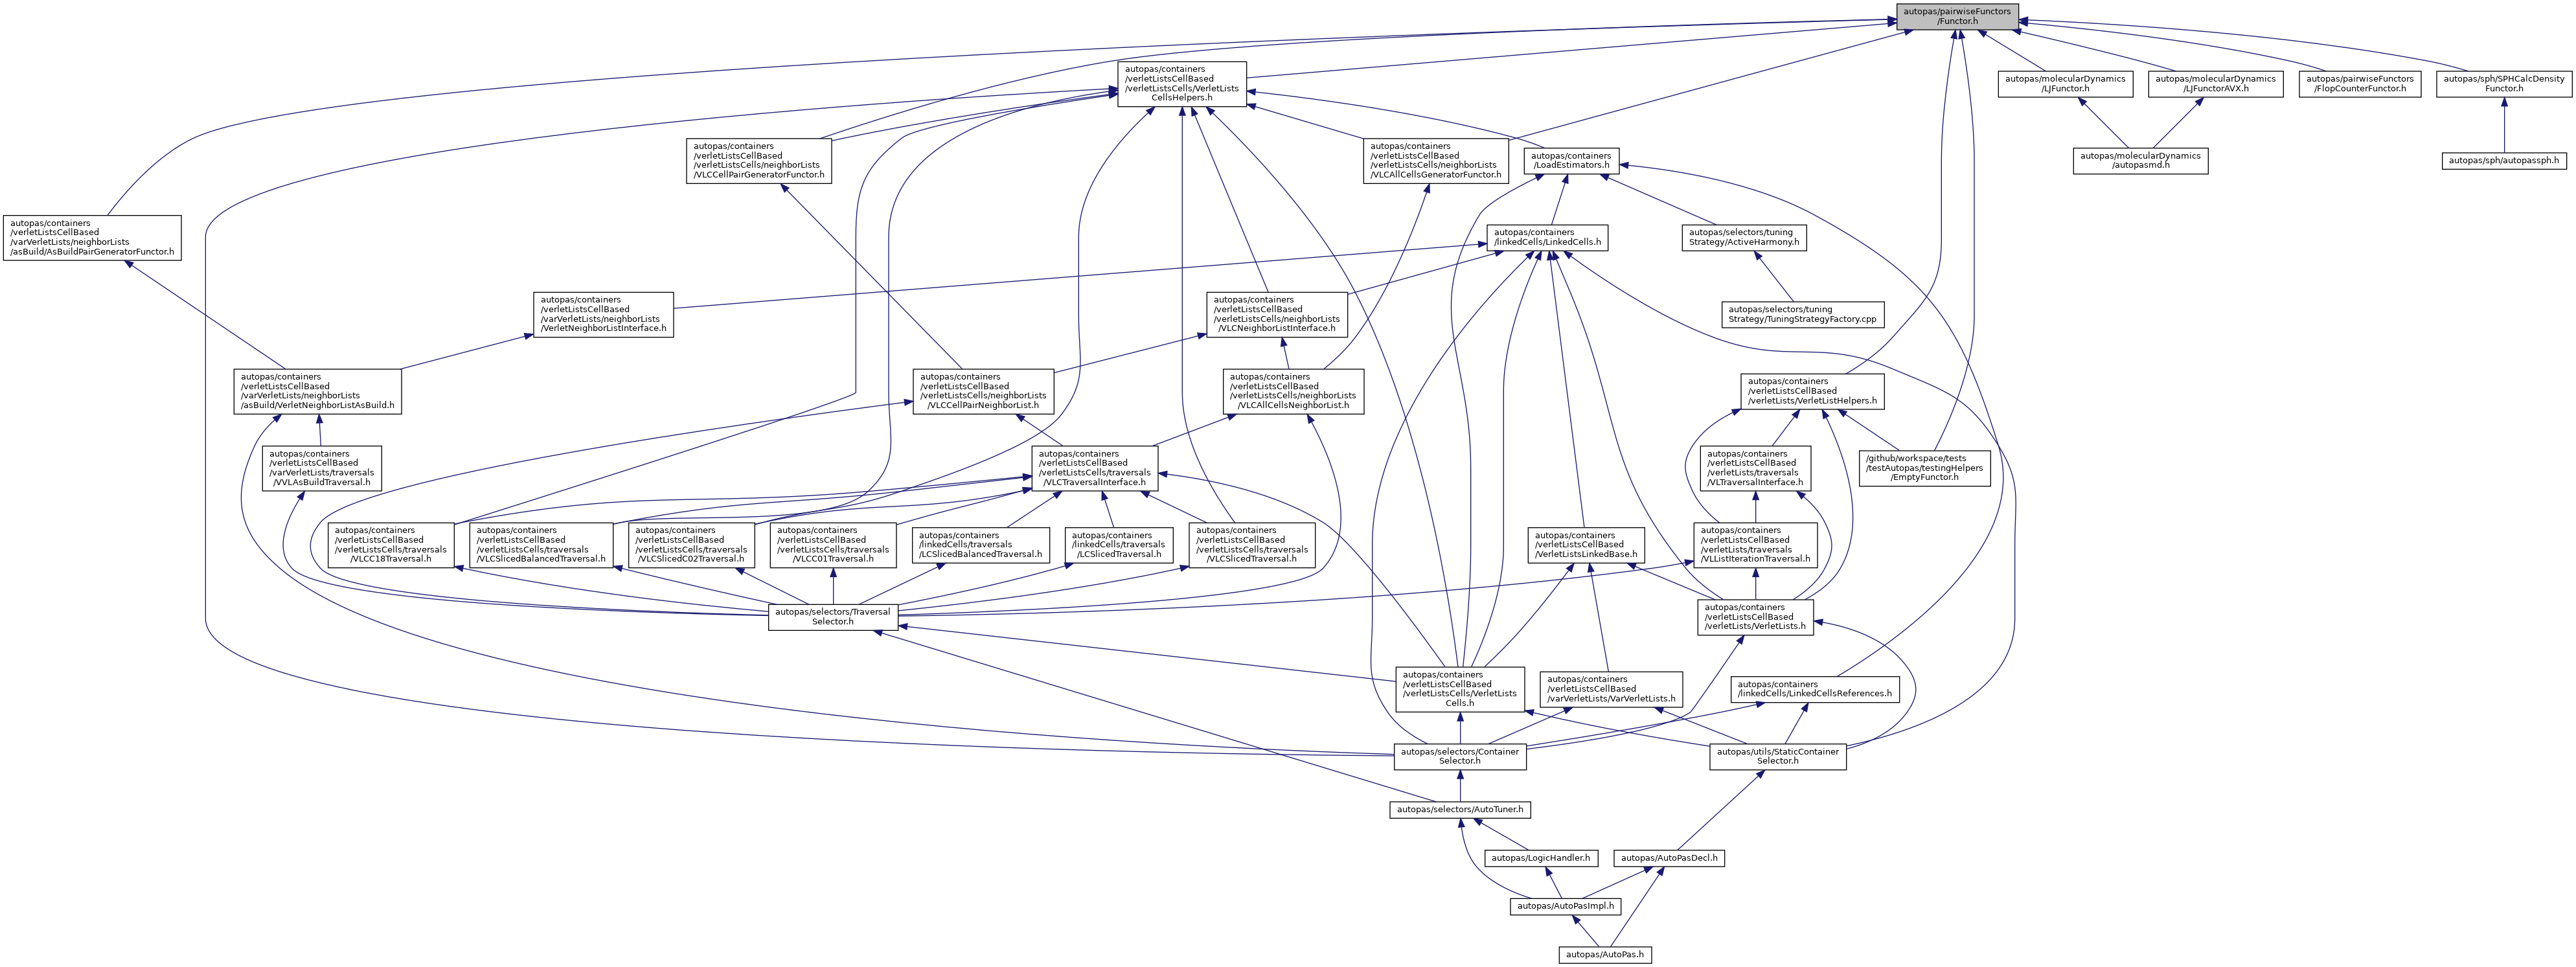 autopas/pairwiseFunctors
/Functor.h
autopas/containers
/verletListsCellBased
/verletListsCells/VerletLists
CellsHelpers.h
autopas/molecularDynamics
/LJFunctor.h
autopas/molecularDynamics
/LJFunctorAVX.h
autopas/pairwiseFunctors
/FlopCounterFunctor.h
autopas/sph/SPHCalcDensity
Functor.h
autopas/containers
/verletListsCellBased
/verletListsCells/neighborLists
/VLCCellPairGeneratorFunctor.h
autopas/containers
/verletListsCellBased
/verletListsCells/neighborLists
/VLCAllCellsGeneratorFunctor.h
autopas/containers
/LoadEstimators.h
autopas/molecularDynamics
/autopasmd.h
autopas/sph/autopassph.h
autopas/containers
/verletListsCellBased
/varVerletLists/neighborLists
/asBuild/AsBuildPairGeneratorFunctor.h
autopas/containers
/linkedCells/LinkedCells.h
autopas/selectors/tuning
Strategy/ActiveHarmony.h
autopas/containers
/verletListsCellBased
/varVerletLists/neighborLists
/VerletNeighborListInterface.h
autopas/containers
/verletListsCellBased
/verletListsCells/neighborLists
/VLCNeighborListInterface.h
autopas/selectors/tuning
Strategy/TuningStrategyFactory.cpp
autopas/containers
/verletListsCellBased
/varVerletLists/neighborLists
/asBuild/VerletNeighborListAsBuild.h
autopas/containers
/verletListsCellBased
/verletListsCells/neighborLists
/VLCCellPairNeighborList.h
autopas/containers
/verletListsCellBased
/verletListsCells/neighborLists
/VLCAllCellsNeighborList.h
autopas/containers
/verletListsCellBased
/verletLists/VerletListHelpers.h
autopas/containers
/verletListsCellBased
/varVerletLists/traversals
/VVLAsBuildTraversal.h
autopas/containers
/verletListsCellBased
/verletListsCells/traversals
/VLCTraversalInterface.h
autopas/containers
/verletListsCellBased
/verletLists/traversals
/VLTraversalInterface.h
/github/workspace/tests
/testAutopas/testingHelpers
/EmptyFunctor.h
autopas/containers
/verletListsCellBased
/verletListsCells/traversals
/VLCC18Traversal.h
autopas/containers
/verletListsCellBased
/verletListsCells/traversals
/VLCSlicedBalancedTraversal.h
autopas/containers
/verletListsCellBased
/verletListsCells/traversals
/VLCSlicedC02Traversal.h
autopas/containers
/verletListsCellBased
/verletListsCells/traversals
/VLCC01Traversal.h
autopas/containers
/linkedCells/traversals
/LCSlicedBalancedTraversal.h
autopas/containers
/linkedCells/traversals
/LCSlicedTraversal.h
autopas/containers
/verletListsCellBased
/verletListsCells/traversals
/VLCSlicedTraversal.h
autopas/containers
/verletListsCellBased
/VerletListsLinkedBase.h
autopas/containers
/verletListsCellBased
/verletLists/traversals
/VLListIterationTraversal.h
autopas/selectors/Traversal
Selector.h
autopas/containers
/verletListsCellBased
/verletLists/VerletLists.h
autopas/containers
/verletListsCellBased
/verletListsCells/VerletLists
Cells.h
autopas/containers
/verletListsCellBased
/varVerletLists/VarVerletLists.h
autopas/containers
/linkedCells/LinkedCellsReferences.h
autopas/selectors/Container
Selector.h
autopas/utils/StaticContainer
Selector.h
autopas/selectors/AutoTuner.h
autopas/LogicHandler.h
autopas/AutoPasDecl.h
autopas/AutoPasImpl.h
autopas/AutoPas.h